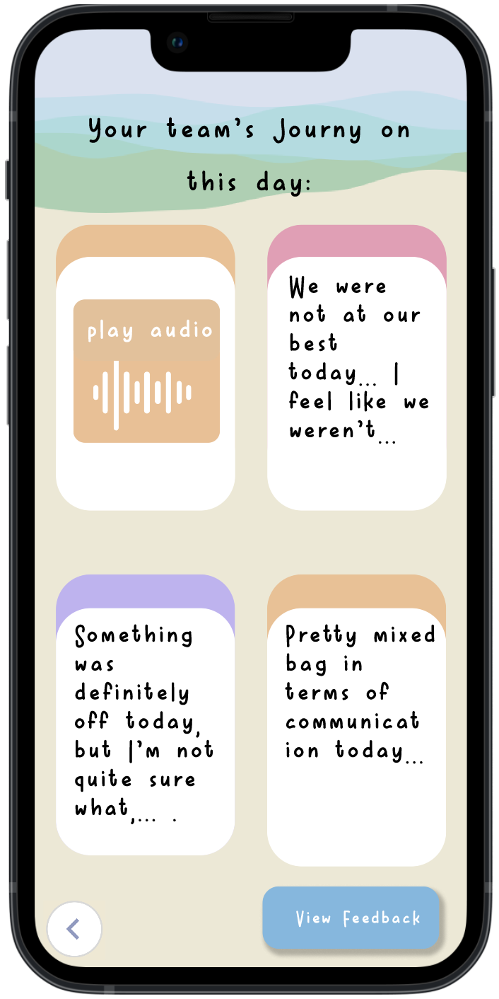 Your team's Journy on
this day:
play audio
We were
not at our
best
today... I
feel like we
weren't...
Something
was
definitely
off today,
but I'm not
quite sure
what,... .
Pretty mixed
bag in
terms of
communicat
ion today...
View Feedback